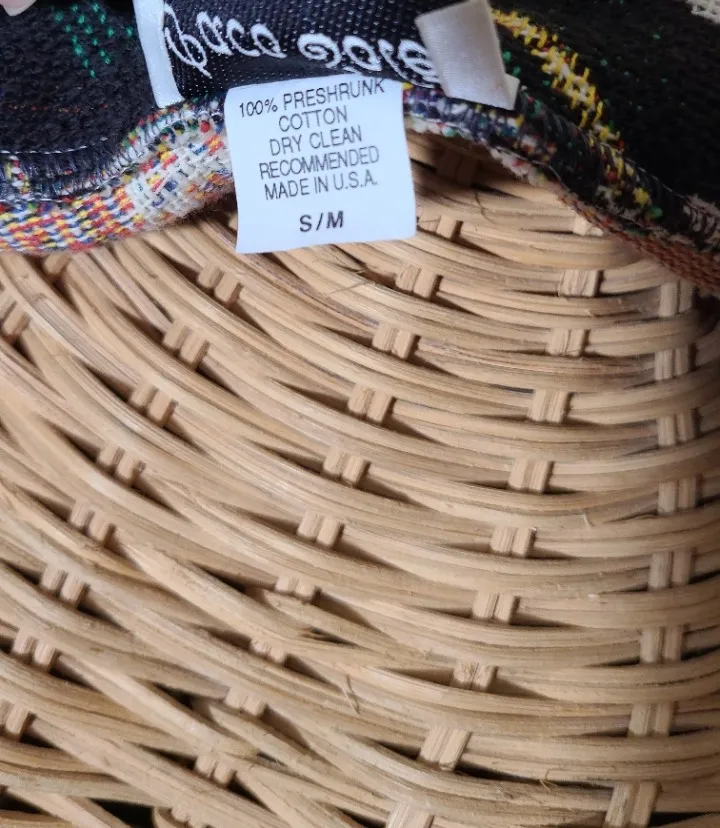 100% PRESHRUNK
COTTON
DRY CLEAN
RECOMMENDED
MADE IN U.S.A.
S/M